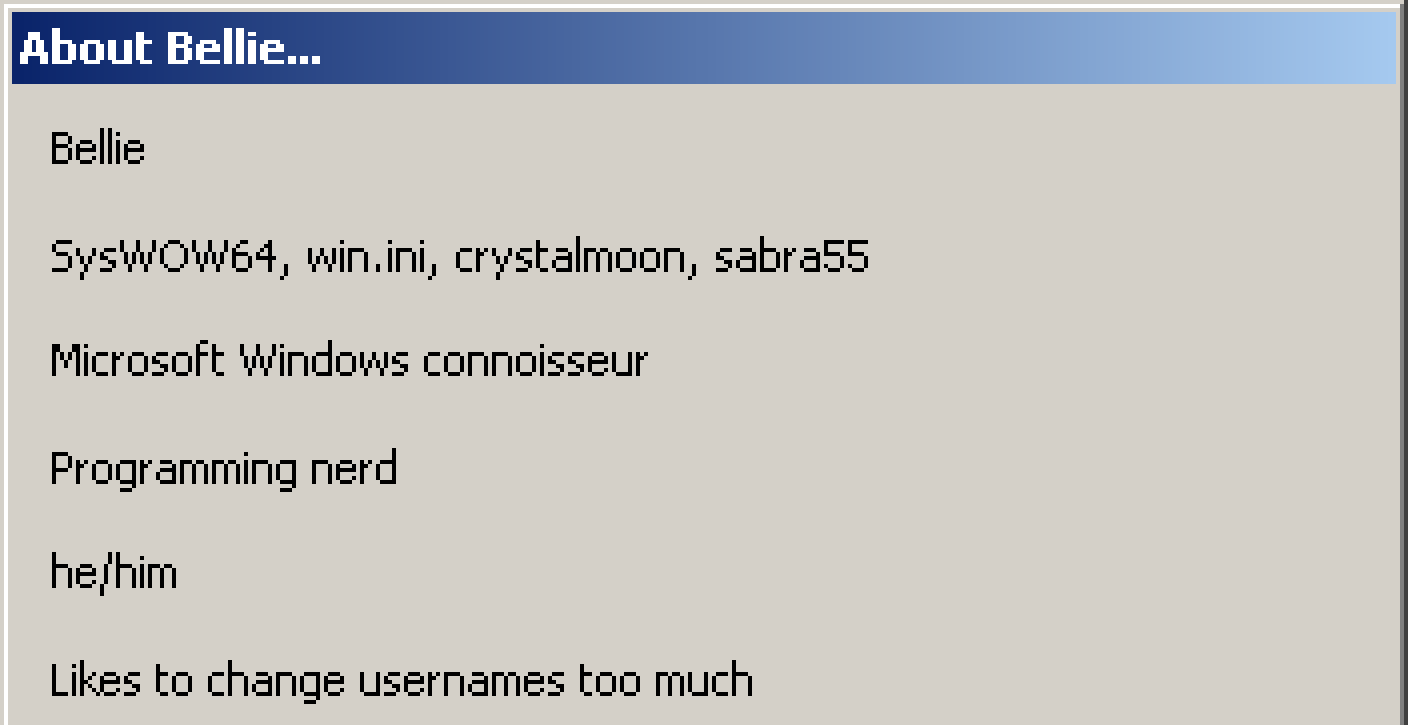 About Bellie...
Bellie
SysWOW64, win.ini, crystalmoon, sabra55
Microsoft Windows connoisseur
Programming nerd
he/him
Likes to change usernames too much